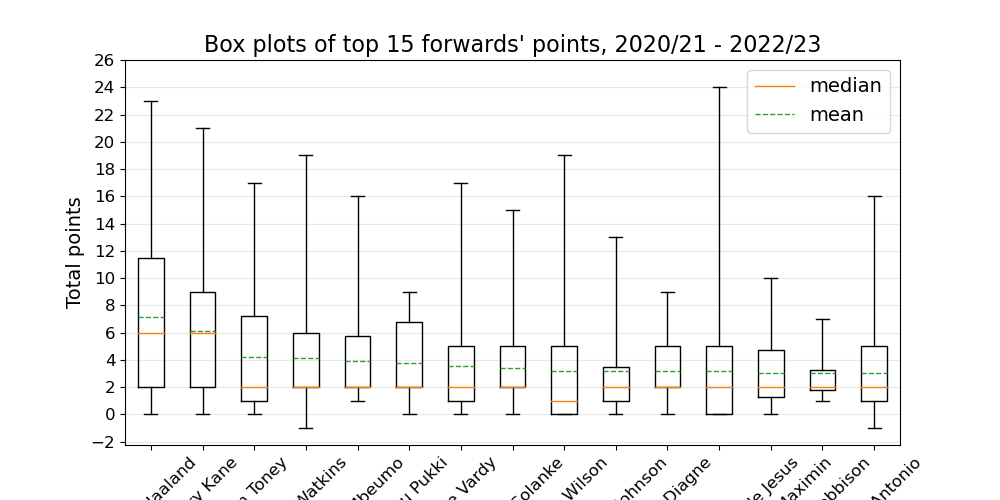 Box plots of top 15 forwards' points, 2020/21 - 2022/23
Total points
26
24
22
20
18
16
14
12
10
8
6
4
2
0
−2
median
mean
Haaland
Kane
Toney
Watkins
Mbeumo
Pukki
Vardy
Solanke
Wilson
Johnson
Diagne
Jesus
Maximin
Antonio